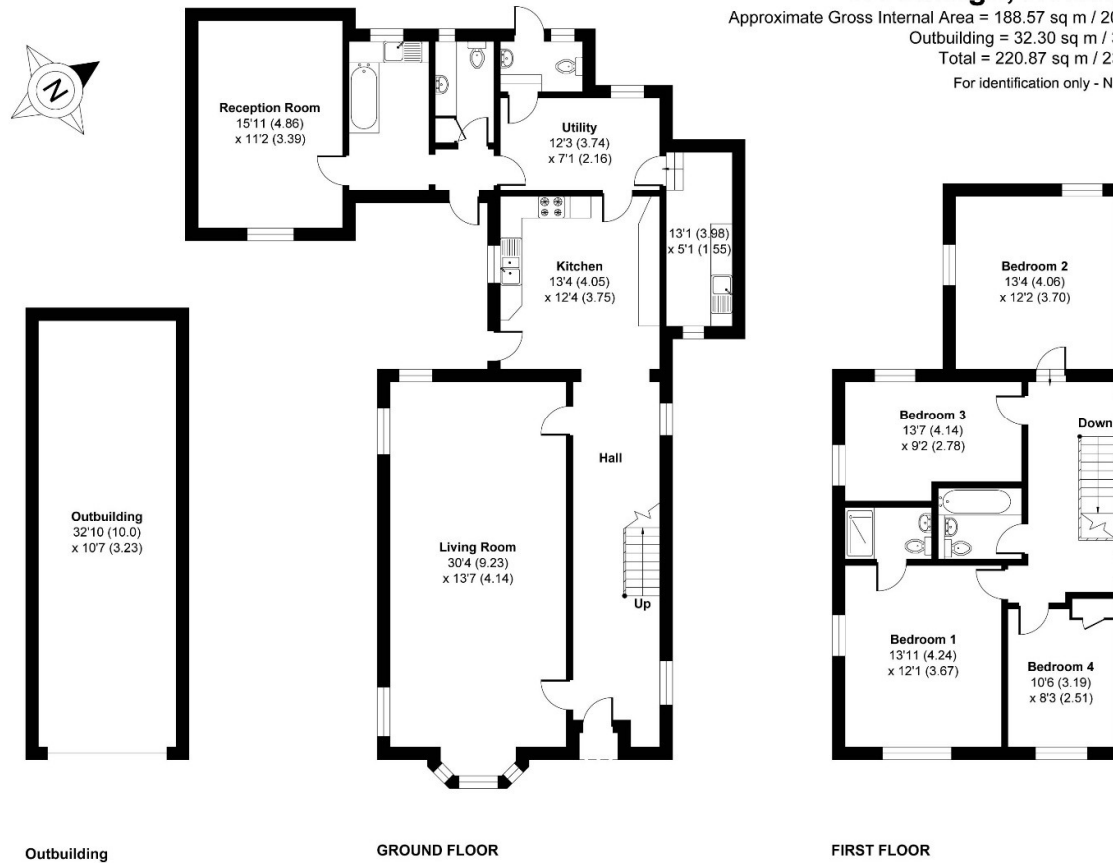 Approximate Gross Internal Area = 188.57 sq m / 20
Outbuilding = 32.30 sq m /
Total = 220.87 sq m / 23
For identification only - N
N
Reception Room
15'11 (4.86)
x 11'2 (3.39)
Utility
12'3 (3.74)
x 7'1 (2.16)
13'1 (3.98)
x 5'1 (1.55)
Kitchen
13'4 (4.05)
x 12'4 (3.75)
Bedroom 2
13'4 (4.06)
x 12'2 (3.70)
Bedroom 3
13'7 (4.14)
x 9'2 (2.78)
Down
Hall
Outbuilding
32'10 (10.0)
x 10'7 (3.23)
Living Room
30'4 (9.23)
x 13'7 (4.14)
Up
Bedroom 1
13'11 (4.24)
x 12'1 (3.67)
Bedroom 4
10'6 (3.19)
x 8'3 (2.51)
Outbuilding
GROUND FLOOR
FIRST FLOOR